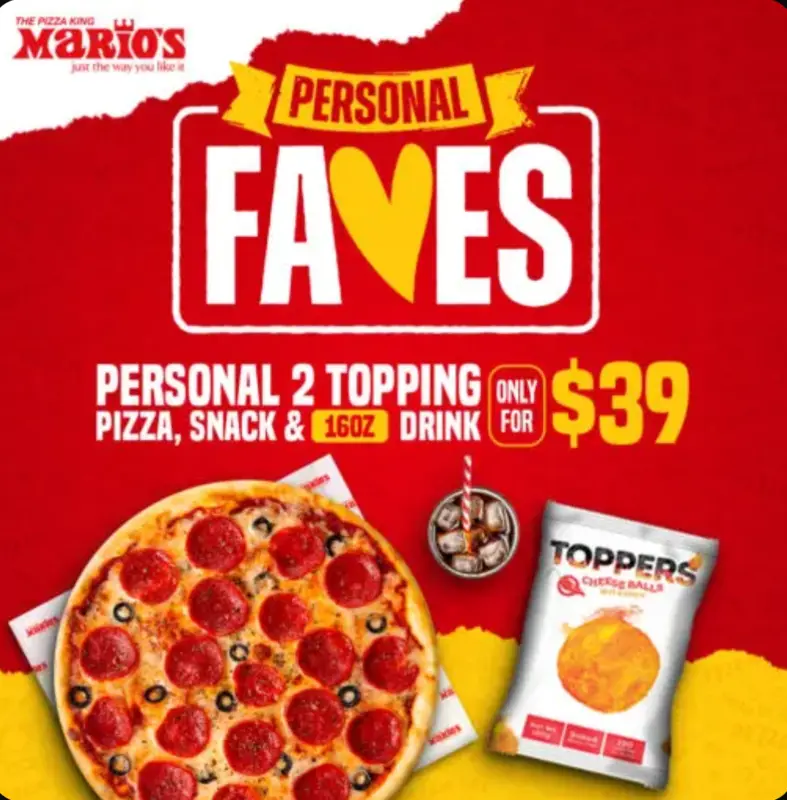 THE PIZZA KING
MARIO'S
just the way you like it
PERSONAL
FAVES
PERSONAL 2 TOPPING
PIZZA, SNACK & 16OZ DRINK
ONLY
FOR
$39
TOPPERS
CHEESE BALLS